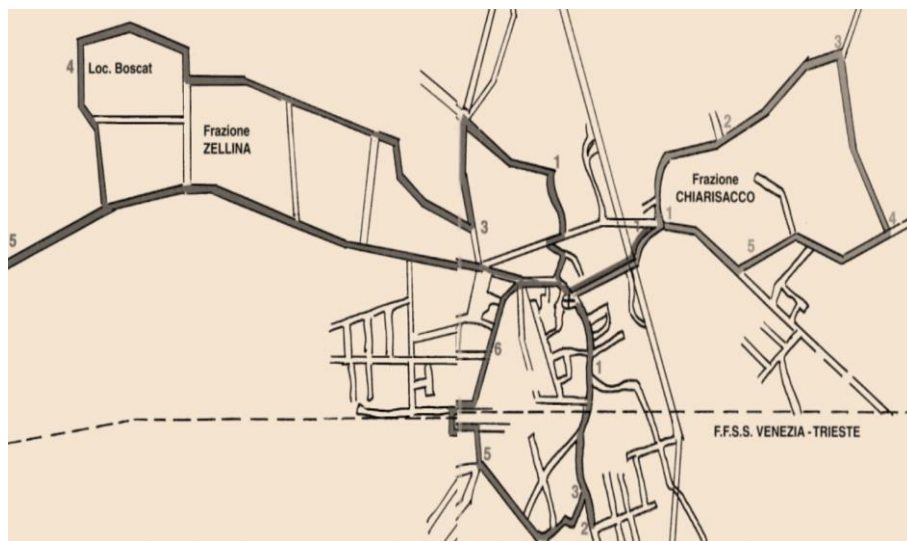 3
4
Loc. Boscat
2
Frazione
ZELLINA
1
Frazione
CHIARISACCO
3
1
1
4
5
5
6
1
F.F.S.S. VENEZIA - TRIESTE
5
3
2